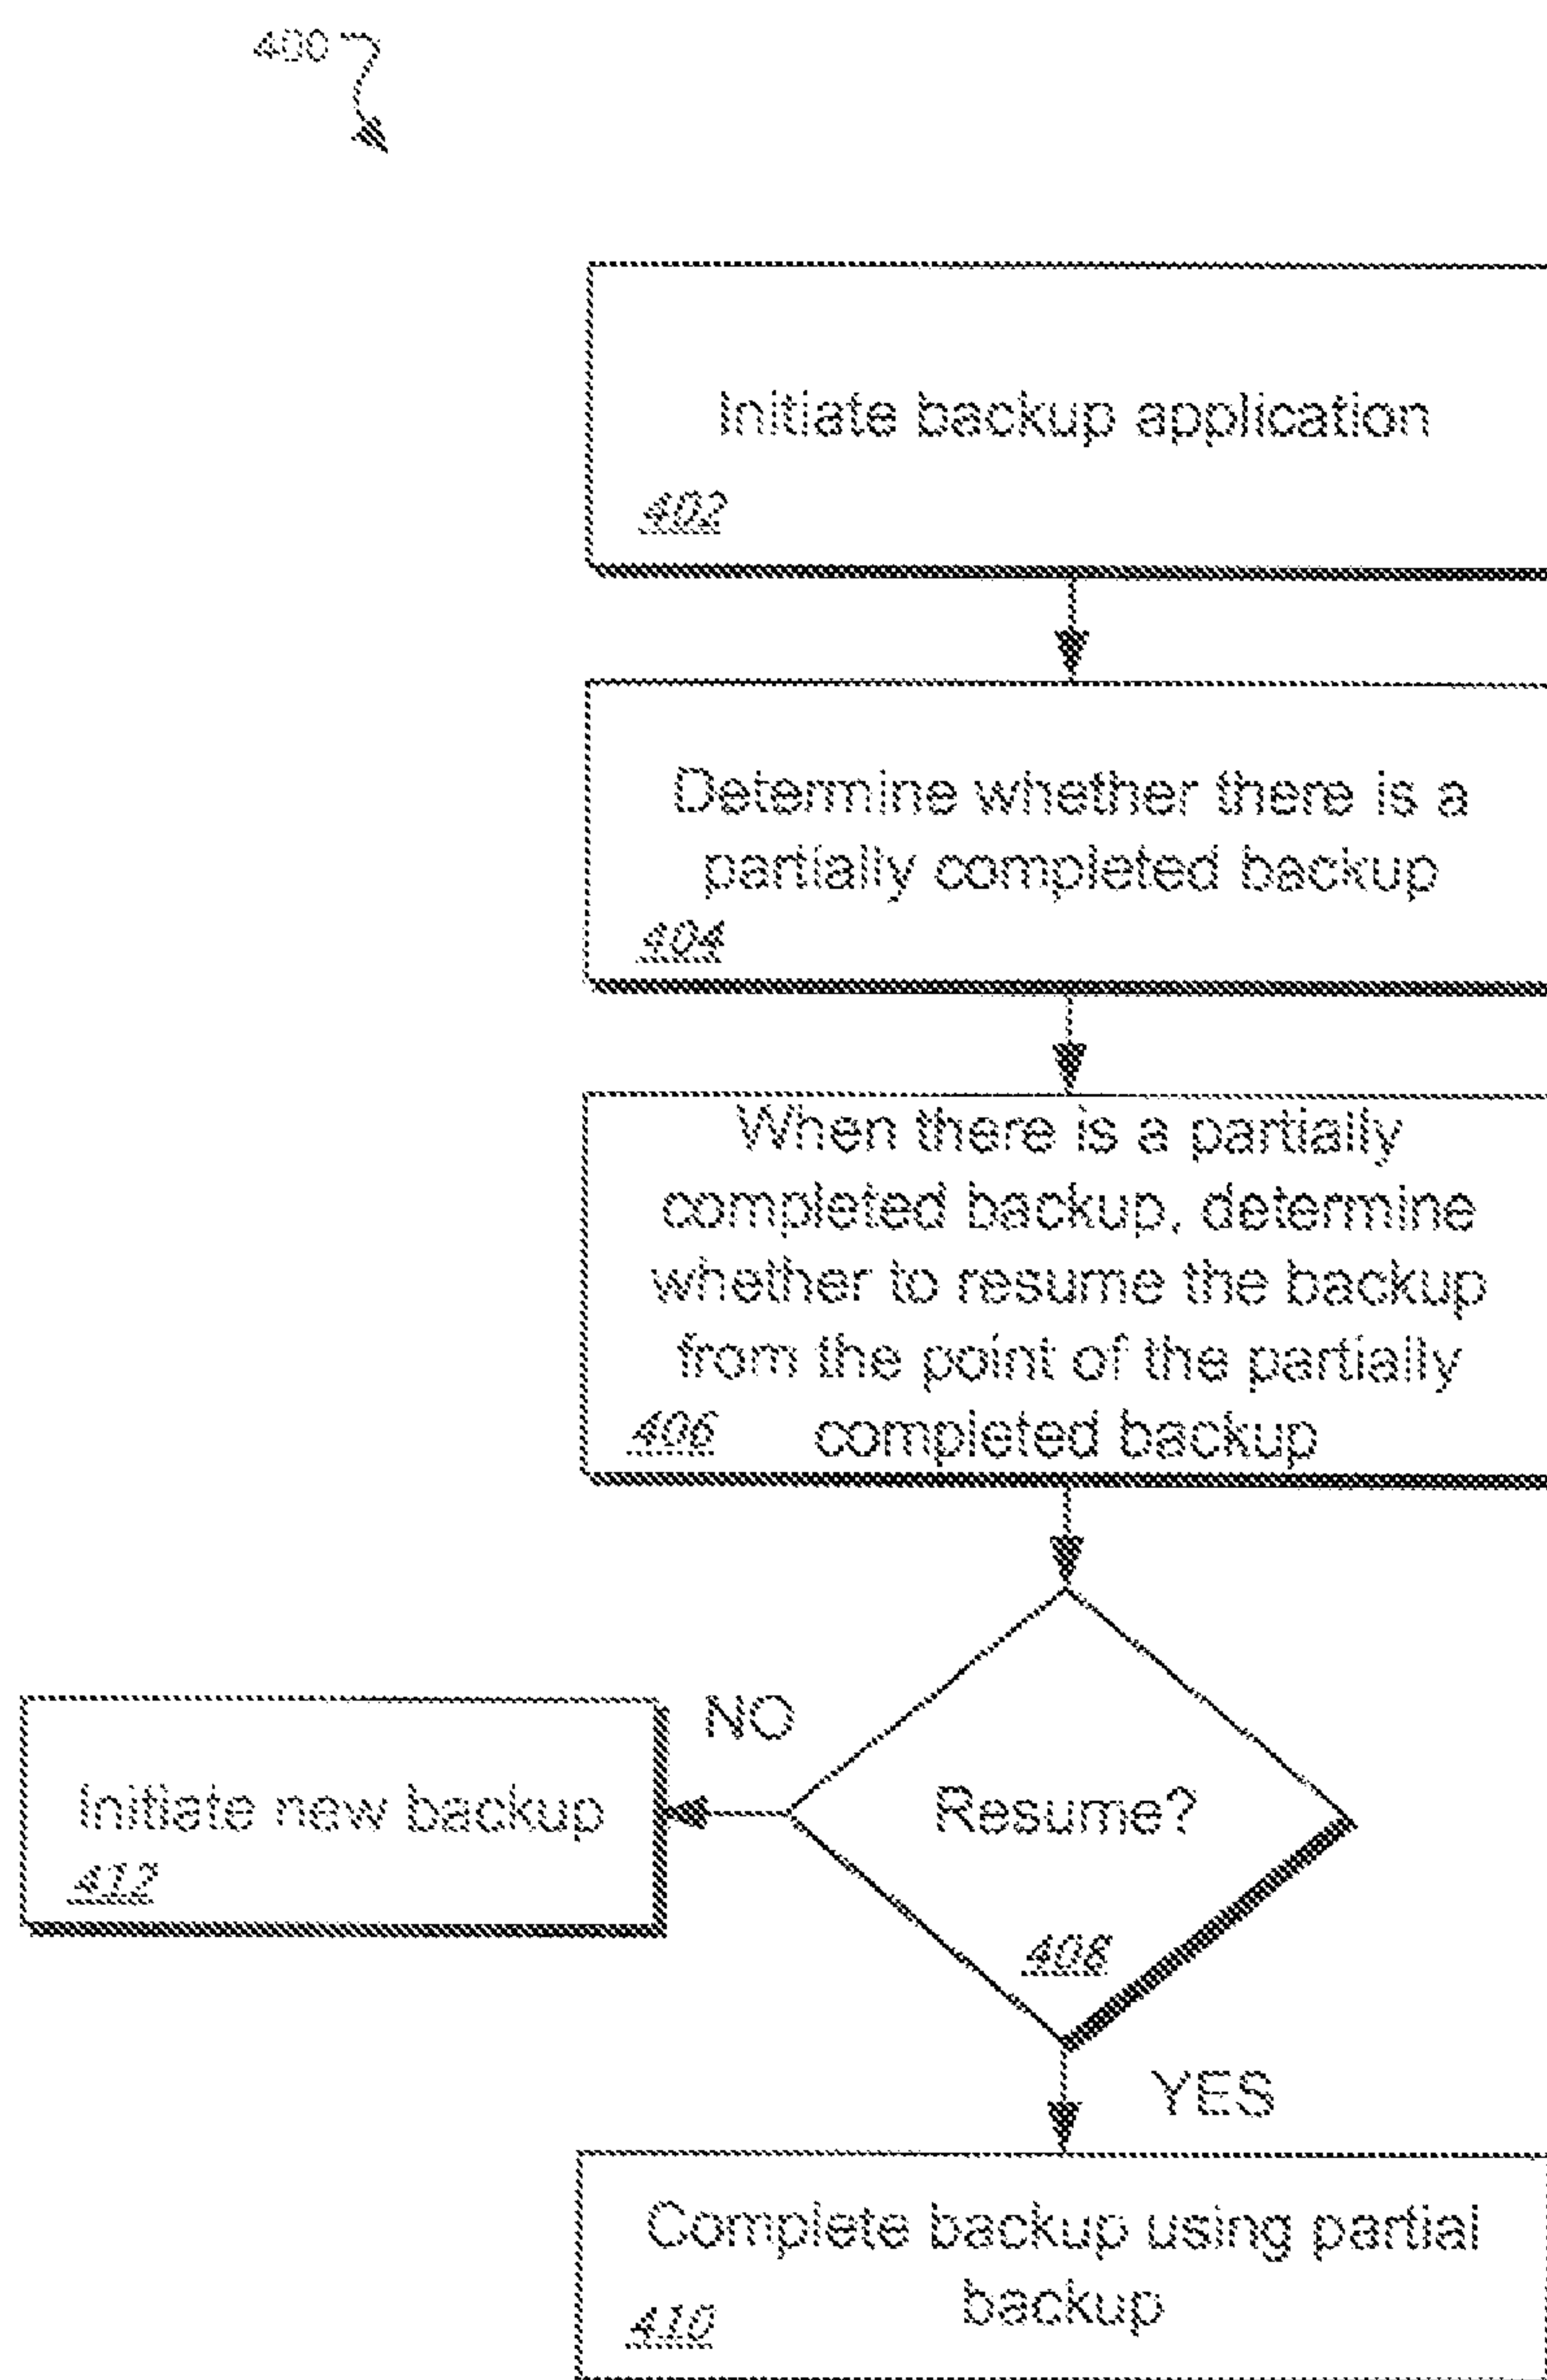 400
Initiate backup application
402
Determine whether there is a
partially completed backup
404
When there is a partially
completed backup, determine
whether to resume the backup
from the point of the partially
406 completed backup
NO
Initiate new backup
412
Resume?
408
YES
Complete backup using partial
backup
410